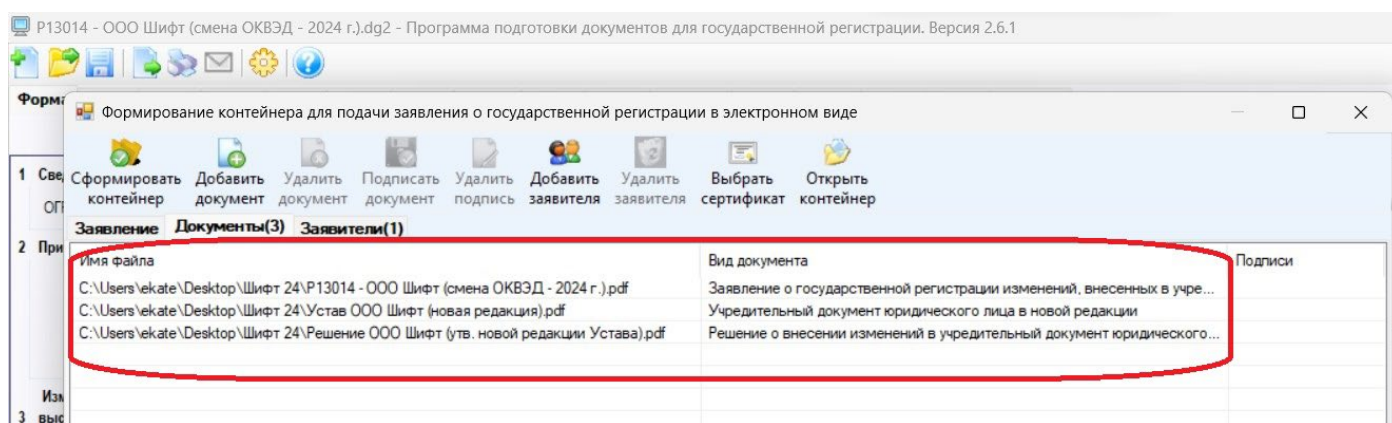 Р13014 - ООО Шифт (смена ОКВЭД - 2024 г.).dg2 - Программа подготовки документов для государственной регистрации. Версия 2.6.1
Формирование контейнера для подачи заявления о государственной регистрации в электронном виде
Сформировать контейнер
Добавить документ
Удалить документ
Подписать документ
Удалить подпись
Добавить заявителя
Удалить заявителя
Выбрать сертификат
Открыть контейнер
1
2 При
3 выс
Изм
Заявление Документы(3) Заявители(1)
Имя файла Вид документа Подписи
C:\Users\ekate\Desktop\Шифт 24\Р13014 - ООО Шифт (смена ОКВЭД - 2024 г.).pdf Заявление о государственной регистрации изменений, внесенных в учре...
C:\Users\ekate\Desktop\Шифт 24\Устав ООО Шифт (новая редакция).pdf Учредительный документ юридического лица в новой редакции
C:\Users\ekate\Desktop\Шифт 24\Решение ООО Шифт (утв. новой редакции Устава).pdf Решение о внесении изменений в учредительный документ юридического...